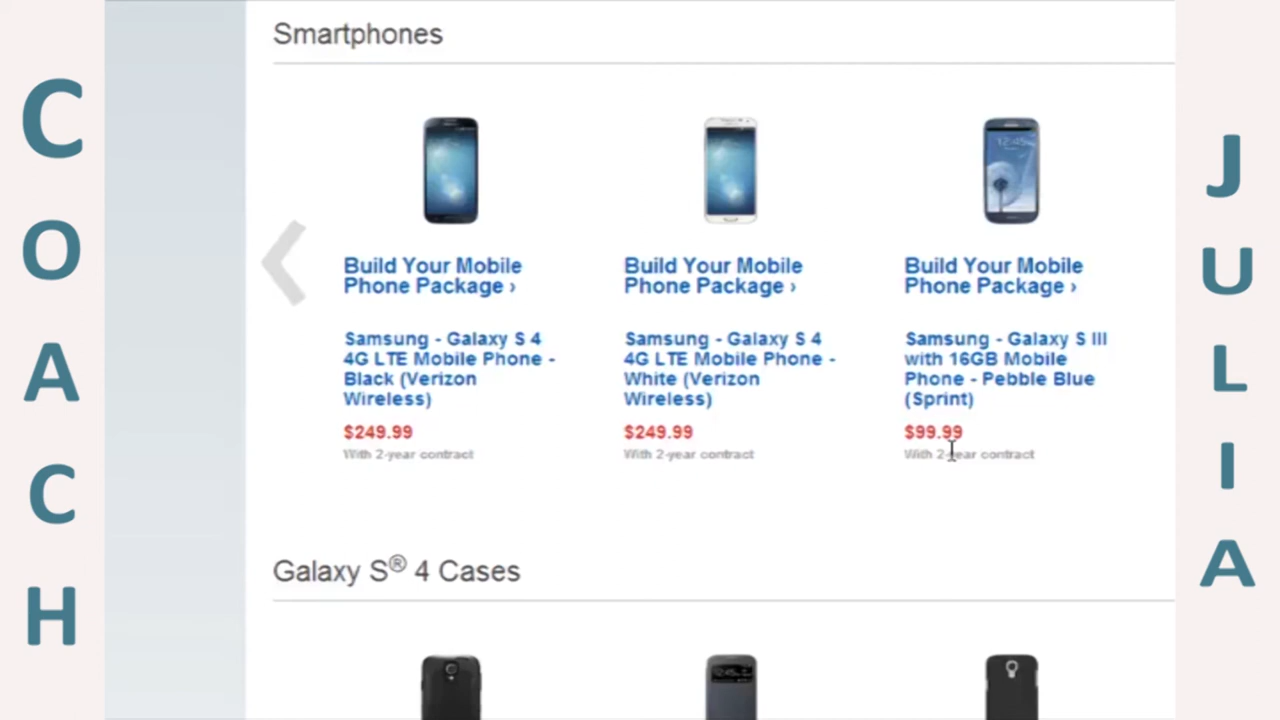 COACH
Smartphones
Build Your Mobile
Phone Package ›
Samsung - Galaxy S 4
4G LTE Mobile Phone -
Black (Verizon
Wireless)
$249.99
With 2-year contract
Build Your Mobile
Phone Package ›
Samsung - Galaxy S 4
4G LTE Mobile Phone -
White (Verizon
Wireless)
$249.99
With 2-year contract
Build Your Mobile
Phone Package ›
Samsung - Galaxy S III
with 16GB Mobile
Phone - Pebble Blue
(Sprint)
$99.99
With 2-year contract
Galaxy S® 4 Cases
JULIA